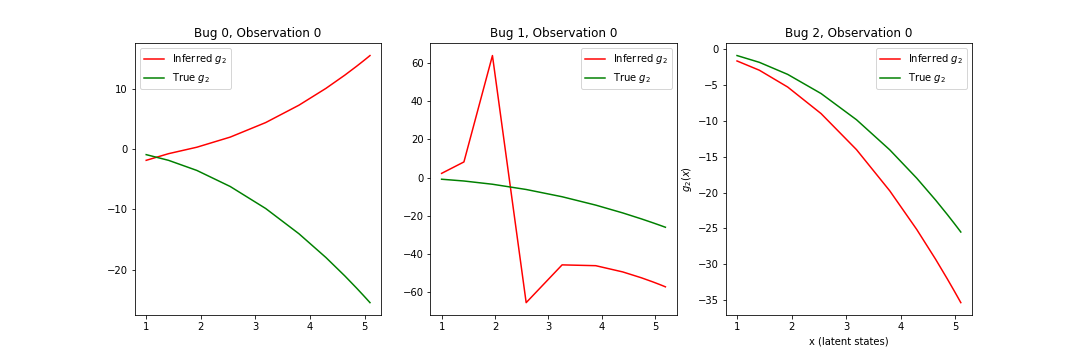 Bug 0, Observation 0
Inferred g₂
True g₂
10
0
−10
−20
1 2 3 4 5
Bug 1, Observation 0
Inferred g₂
True g₂
60
40
20
0
−20
−40
−60
1 2 3 4 5
Bug 2, Observation 0
Inferred g₂
True g₂
g₂(x)
0
−5
−10
−15
−20
−25
−30
−35
1 2 3 4 5
x (latent states)